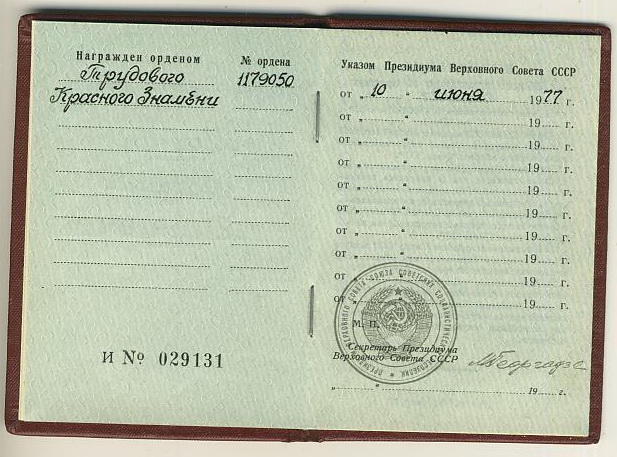 Награжден орденом
Трудового
Красного Знамени
№ ордена
1179050
И № 029131
Указом Президиума Верховного Совета СССР
от „ 10 “ июня 1977 г.
от „ “ 19 г.
от „ “ 19 г.
от „ “ 19 г.
от „ “ 19 г.
от „ “ 19 г.
от „ “ 19 г.
от „ “ 19 г.
от „ “ 19 г.
от „ “ 19 г.
М. П.
Секретарь Президиума
Верховного Совета СССР
М Георгадзе
„ “ 19 г.